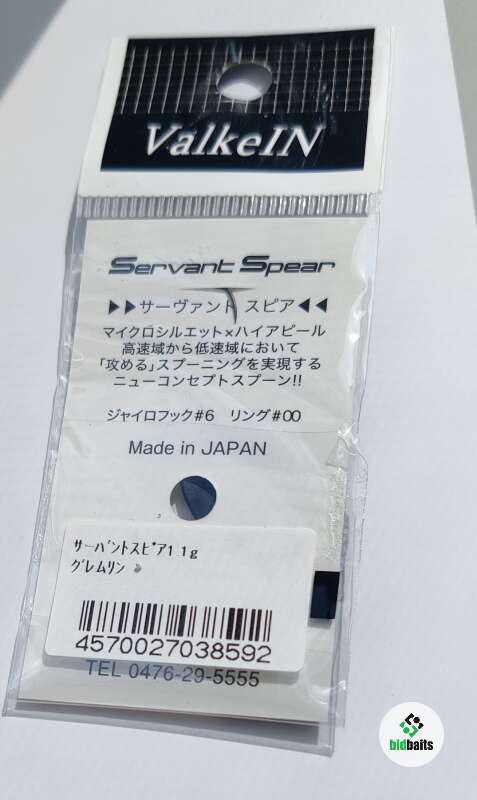 ValkeIN
Servant Spear
▶▶サーヴァント スピア◀◀
マイクロシルエット×ハイアピール
高速域から低速域において
「攻める」スプーニングを実現する
ニューコンセプトスプーン!!
ジャイロフック#6 リング#00
Made in JAPAN
ｻｰﾊﾞﾝﾄｽﾋﾟｱ1 1g
ｸﾞﾚﾑﾘﾝ
4570027038592
TEL 0476-29-5555
bidbaits